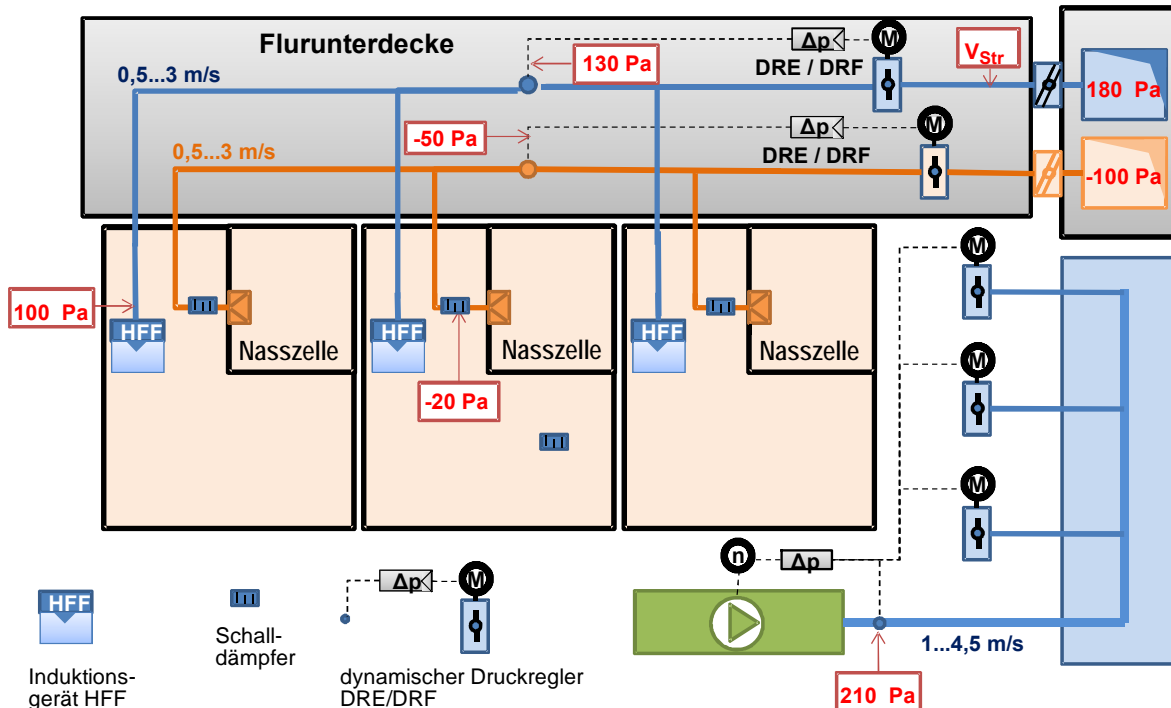 Flurunterdecke
Δp
M
130 Pa
DRE / DRF
V_Str
0,5...3 m/s
180 Pa
-50 Pa
Δp
M
0,5...3 m/s
DRE / DRF
-100 Pa
M
100 Pa
HFF
HFF
HFF
Nasszelle
Nasszelle
Nasszelle
-20 Pa
M
M
n
Δp
HFF
Δp
M
Schall-
dämpfer
1...4,5 m/s
Induktions-
gerät HFF
dynamischer Druckregler
DRE/DRF
210 Pa